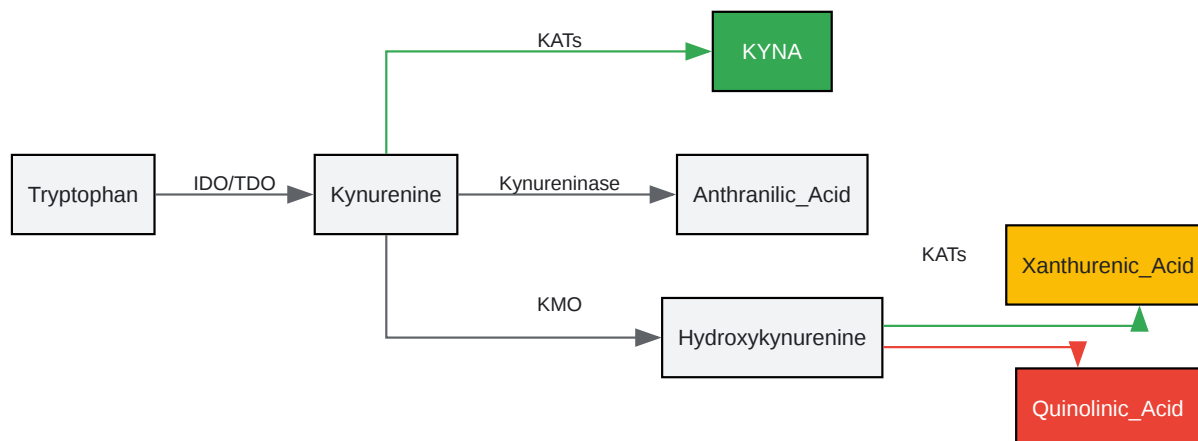 KATs
KYNA
Tryptophan
IDO/TDO
Kynurenine
Kynureninase
Anthranilic_Acid
KATs
Xanthurenic_Acid
KMO
Hydroxykynurenine
Quinolinic_Acid